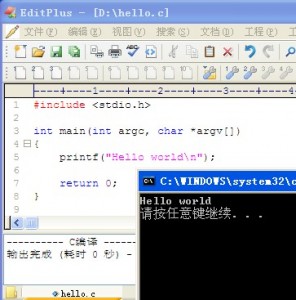 EditPlus - [D:\hello.c]
文件(F) 编辑(E) 视图(V) 搜索(S) 文档(D) 工程(P)
----+----1----+----2----+----3----+----4
1 #include <stdio.h>
2
3 int main(int argc, char *argv[])
4 {
5 printf("Hello world\n");
6
7 return 0;
8 }
C:\WINDOWS\system32\c
Hello world
请按任意键继续. . .
---------- C编译 ----------
输出完成 (耗时 0 秒) -
hello.c